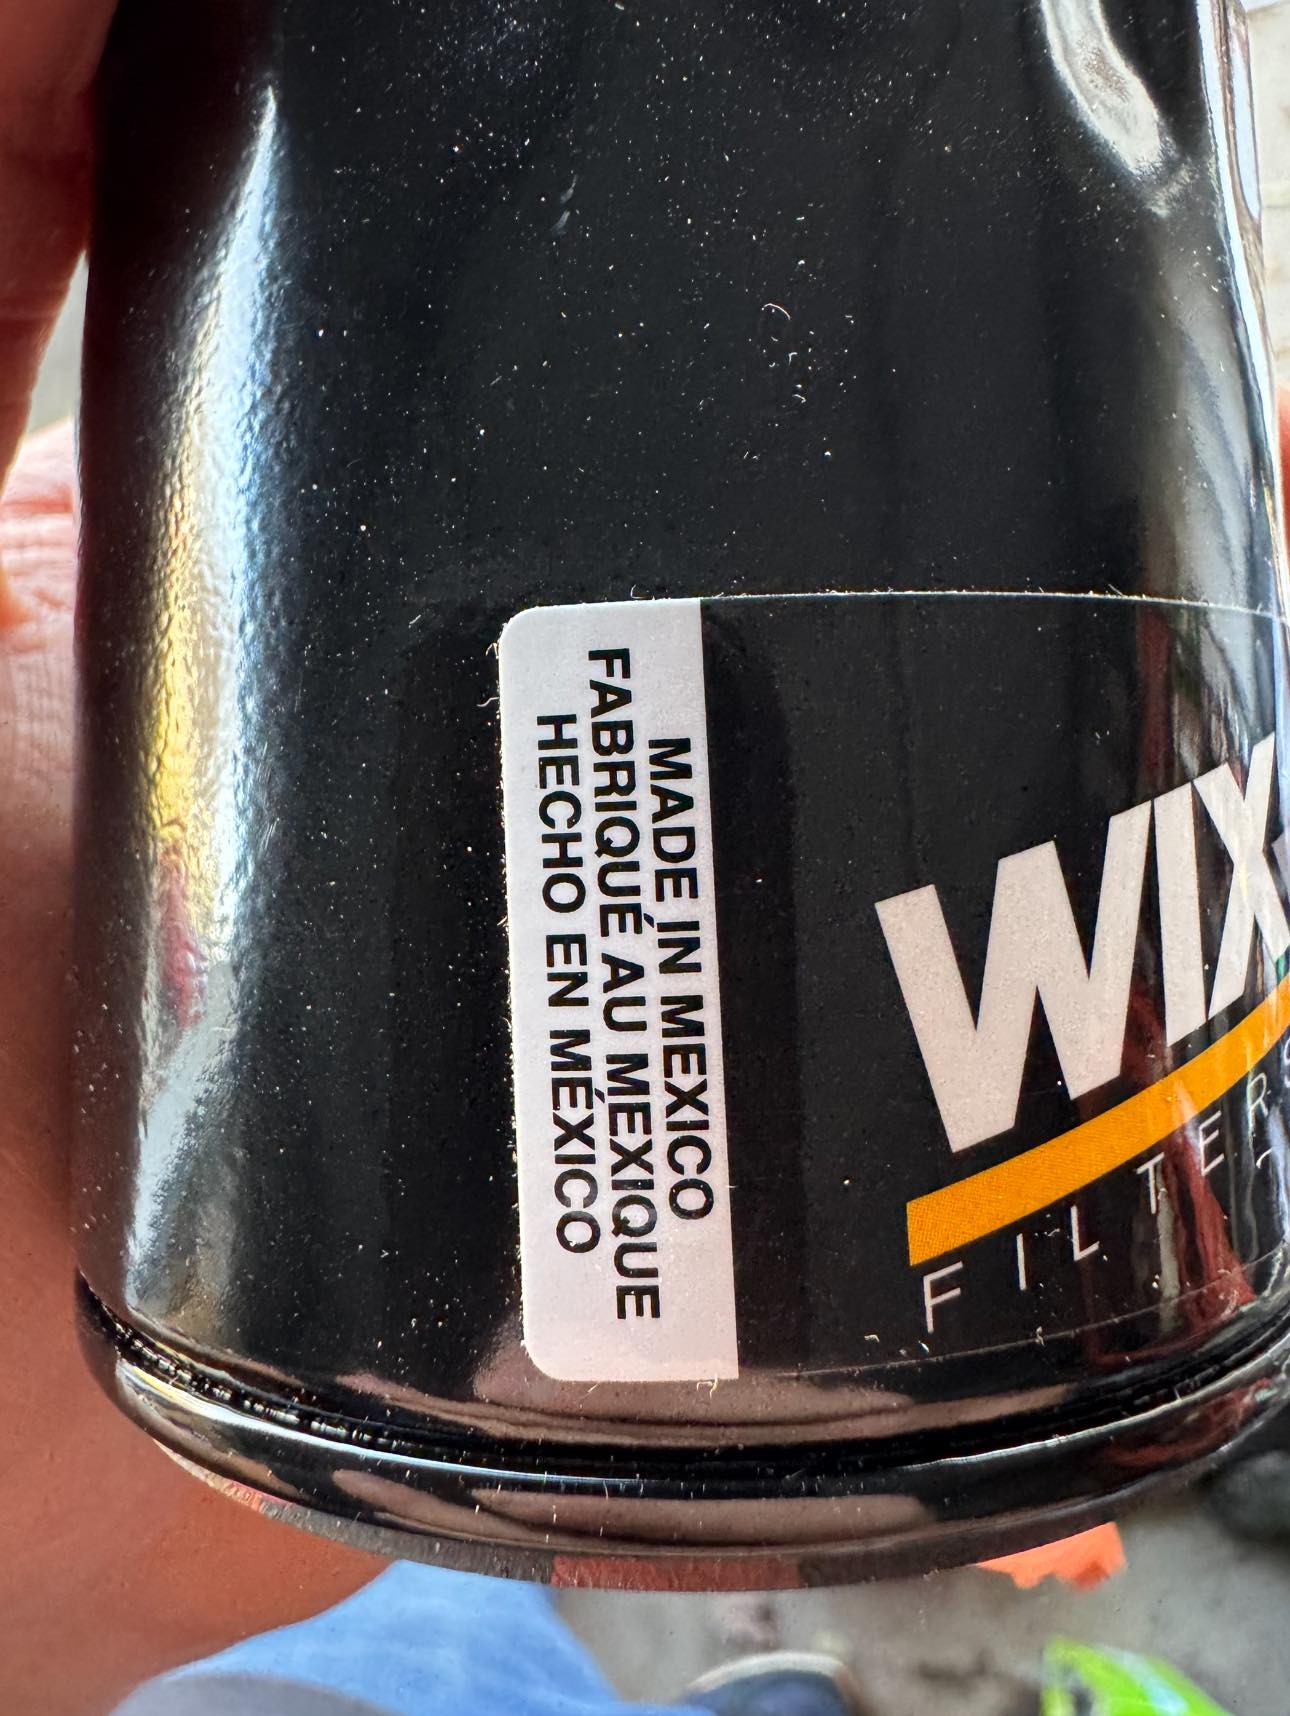 MADE IN MEXICO
FABRIQUÉ AU MEXIQUE
HECHO EN MÉXICO
WIX
FILTERS